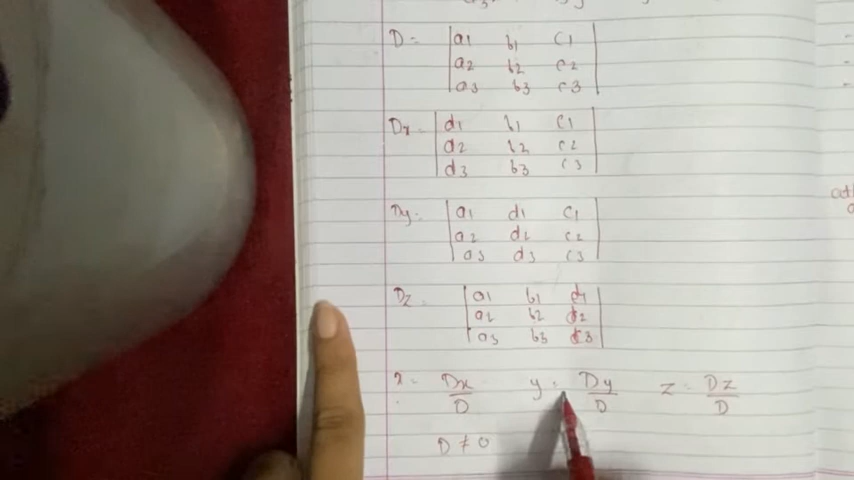 D = | a1 b1 c1 |
| a2 b2 c2 |
| a3 b3 c3 |
Dx = | d1 b1 c1 |
| a2 b2 c2 |
| d3 b3 c3 |
Dy = | a1 d1 c1 |
| a2 d2 c2 |
| a3 d3 c3 |
Dz = | a1 b1 d1 |
| a2 b2 d2 |
| a3 b3 d3 |
x = Dx/D y = Dy/D z = Dz/D
D ≠ 0